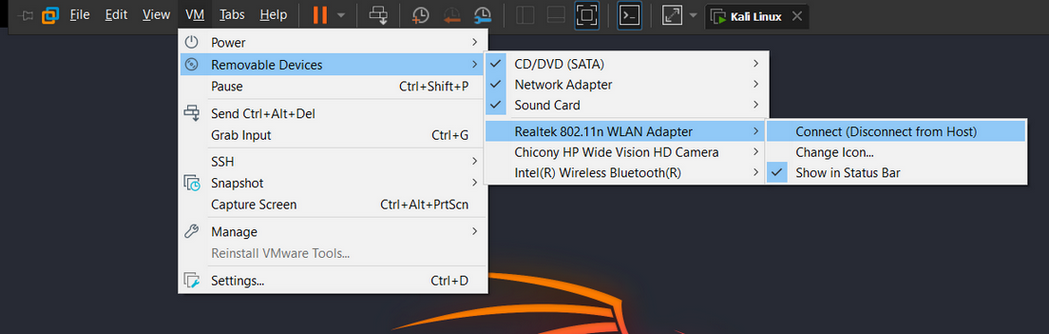 File Edit View VM Tabs Help Kali Linux
Power
Removable Devices
Pause Ctrl+Shift+P
Send Ctrl+Alt+Del
Grab Input Ctrl+G
SSH
Snapshot
Capture Screen Ctrl+Alt+PrtScn
Manage
Reinstall VMware Tools...
Settings... Ctrl+D
CD/DVD (SATA)
Network Adapter
Sound Card
Realtek 802.11n WLAN Adapter
Chicony HP Wide Vision HD Camera
Intel(R) Wireless Bluetooth(R)
Connect (Disconnect from Host)
Change Icon...
Show in Status Bar